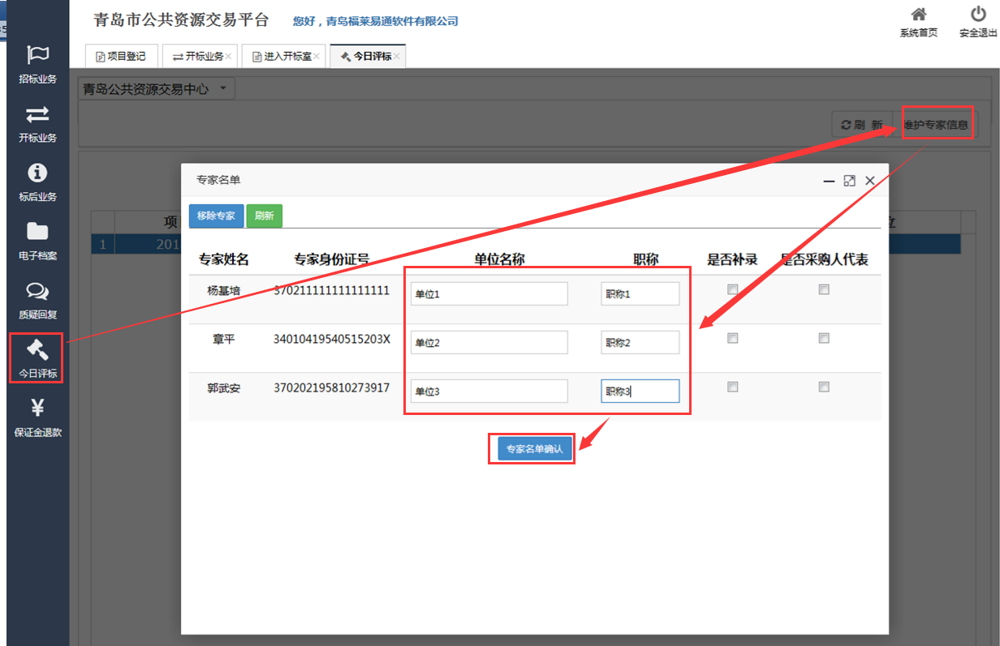 青岛市公共资源交易平台 您好，青岛福莱易通软件有限公司
系统首页 安全退出
项目登记 开标业务 进入开标室 今日评标
招标业务
开标业务
标后业务
电子档案
质疑回复
今日评标
保证金退款
青岛公共资源交易中心
刷 新 维护专家信息
项 位
1 201
专家名单
移除专家 刷新
专家姓名 专家身份证号 单位名称 职称 是否补录 是否采购人代表
杨基培 370211111111111111 单位1 职称1
章平 34010419540515203X 单位2 职称2
郭武安 370202195810273917 单位3 职称3
专家名单确认